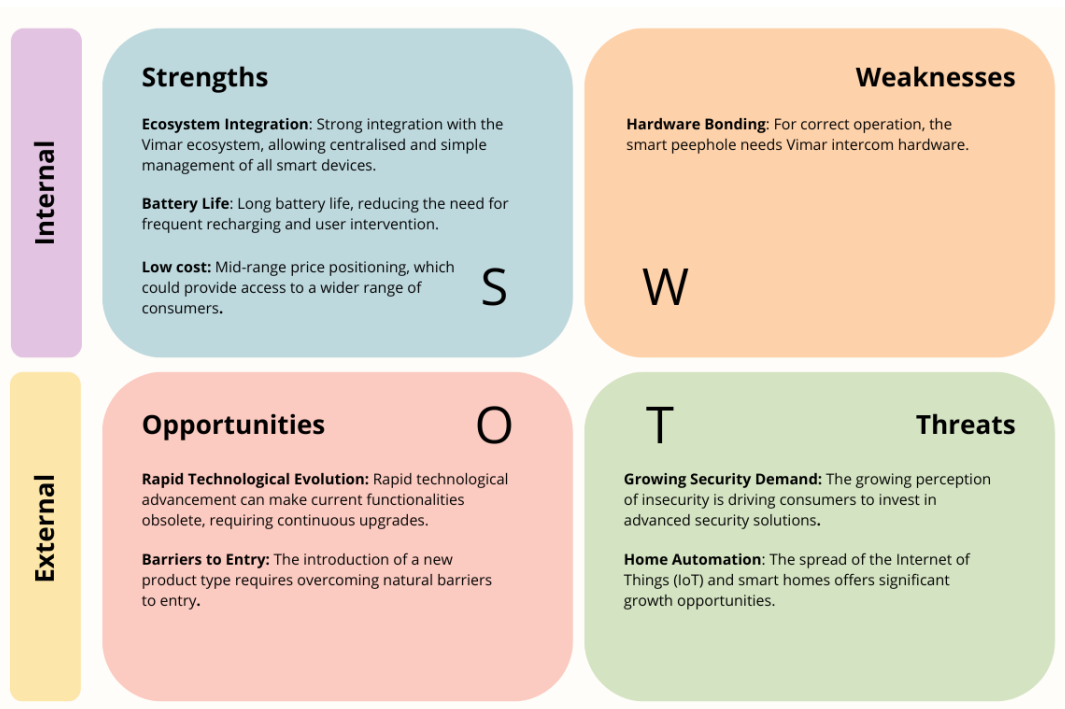 Internal
Strengths
Ecosystem Integration: Strong integration with the
Vimar ecosystem, allowing centralised and simple
management of all smart devices.
Battery Life: Long battery life, reducing the need for
frequent recharging and user intervention.
Low cost: Mid-range price positioning, which
could provide access to a wider range of
consumers.
S
Weaknesses
Hardware Bonding: For correct operation, the
smart peephole needs Vimar intercom hardware.
W
External
Opportunities
O
Rapid Technological Evolution: Rapid technological
advancement can make current functionalities
obsolete, requiring continuous upgrades.
Barriers to Entry: The introduction of a new
product type requires overcoming natural barriers
to entry.
T
Threats
Growing Security Demand: The growing perception
of insecurity is driving consumers to invest in
advanced security solutions.
Home Automation: The spread of the Internet of
Things (IoT) and smart homes offers significant
growth opportunities.